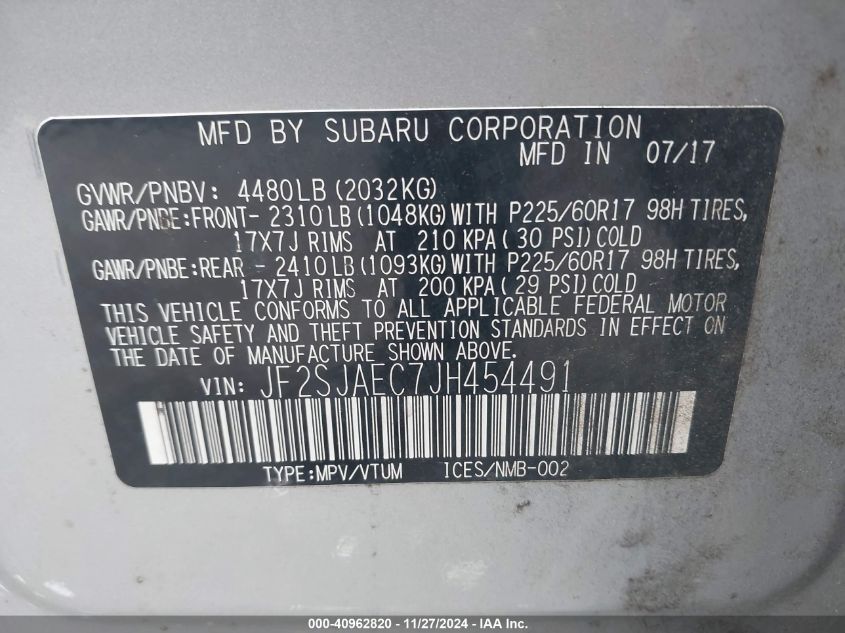 MFD BY SUBARU CORPORATION
MFD IN 07/17
GVWR/PNBV: 4480LB (2032KG)
GAWR/PNBE:FRONT- 2310LB (1048KG) WITH P225/60R17 98H TIRES,
17X7J RIMS AT 210 KPA( 30 PSI) COLD
GAWR/PNBE:REAR - 2410LB (1093KG) WITH P225/60R17 98H TIRES,
17X7J RIMS AT 200 KPA( 29 PSI) COLD
THIS VEHICLE CONFORMS TO ALL APPLICABLE FEDERAL MOTOR
VEHICLE SAFETY AND THEFT PREVENTION STANDARDS IN EFFECT ON
THE DATE OF MANUFACTURE SHOWN ABOVE.
VIN: JF2SJAEC7JH454491
TYPE:MPV/VTUM ICES/NMB-002
000-40962820 - 11/27/2024 - IAA Inc.